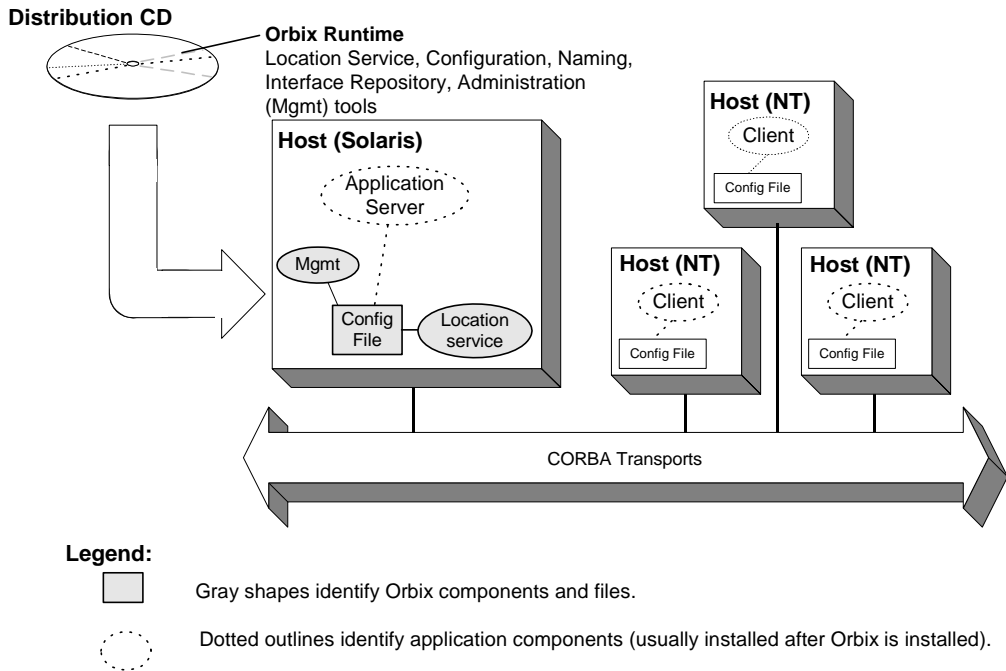 Distribution CD
Orbix Runtime
Location Service, Configuration, Naming,
Interface Repository, Administration
(Mgmt) tools
Host (Solaris)
Application
Server
Mgmt
Config
File
Location
service
Host (NT)
Client
Config File
Host (NT)
Client
Config File
Host (NT)
Client
Config File
CORBA Transports
Legend:
Gray shapes identify Orbix components and files.
Dotted outlines identify application components (usually installed after Orbix is installed).